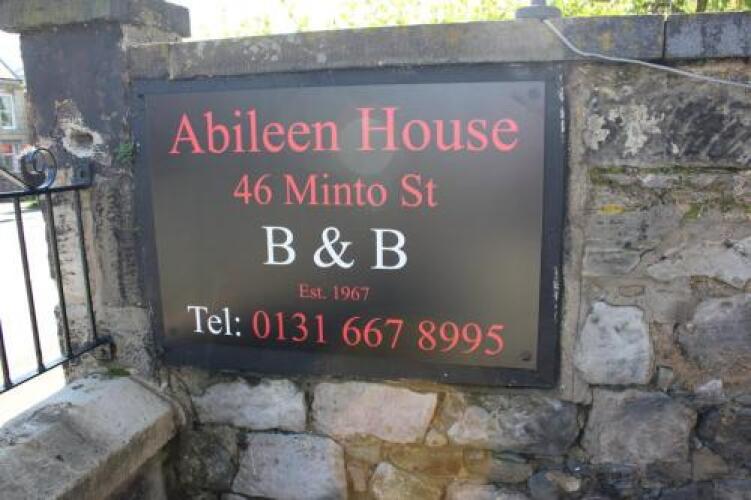 Abileen House
46 Minto St
B & B
Est. 1967
Tel: 0131 667 8995